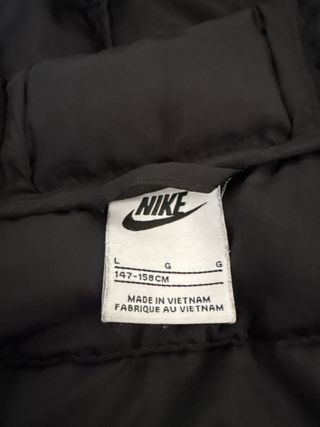 NIKE
L G G
147-158CM
MADE IN VIETNAM
FABRIQUE AU VIETNAM